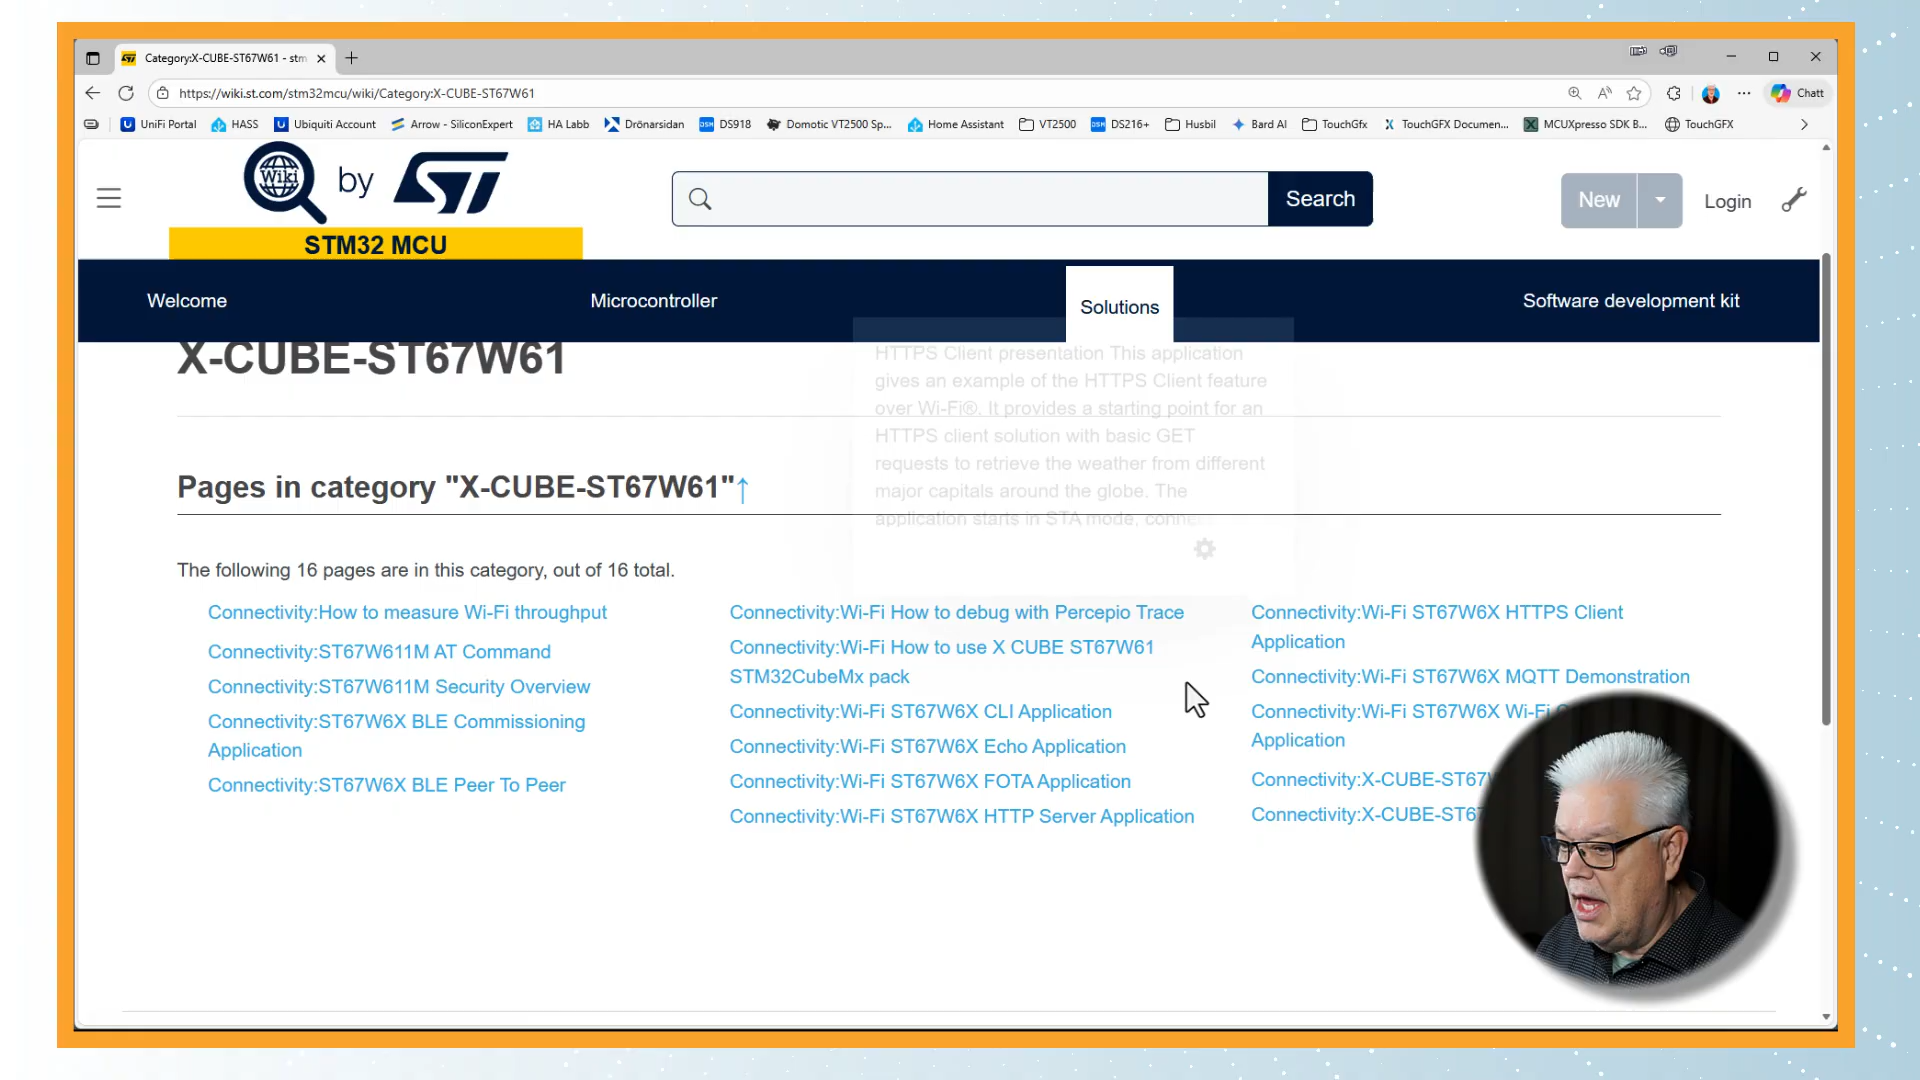 Category:X-CUBE-ST67W61 - stm
https://wiki.st.com/stm32mcu/wiki/Category:X-CUBE-ST67W61
Chatt
UniFi Portal HASS Ubiquiti Account Arrow - SiliconExpert HA Labb Drönarsidan DS918 Domotic VT2500 Sp... Home Assistant VT2500 DS216+ Husbil Bard AI TouchGfx TouchGFX Documen... MCUXpresso SDK B... TouchGFX
Wiki by ST
STM32 MCU
Search
New
Login
Welcome
Microcontroller
Solutions
Software development kit
X-CUBE-ST67W61
HTTPS Client presentation This application
gives an example of the HTTPS Client feature
over Wi-Fi®. It provides a starting point for an
HTTPS client solution with basic GET
requests to retrieve the weather from different
major capitals around the globe. The
application starts in STA mode,
Pages in category "X-CUBE-ST67W61"↑
The following 16 pages are in this category, out of 16 total.
Connectivity:How to measure Wi-Fi throughput
Connectivity:ST67W611M AT Command
Connectivity:ST67W611M Security Overview
Connectivity:ST67W6X BLE Commissioning
Application
Connectivity:ST67W6X BLE Peer To Peer
Connectivity:Wi-Fi How to debug with Percepio Trace
Connectivity:Wi-Fi How to use X CUBE ST67W61
STM32CubeMx pack
Connectivity:Wi-Fi ST67W6X CLI Application
Connectivity:Wi-Fi ST67W6X Echo Application
Connectivity:Wi-Fi ST67W6X FOTA Application
Connectivity:Wi-Fi ST67W6X HTTP Server Application
Connectivity:Wi-Fi ST67W6X HTTPS Client
Application
Connectivity:Wi-Fi ST67W6X MQTT Demonstration
Connectivity:Wi-Fi ST67W6X Wi-Fi
Application
Connectivity:X-CUBE-ST67
Connectivity:X-CUBE-ST67